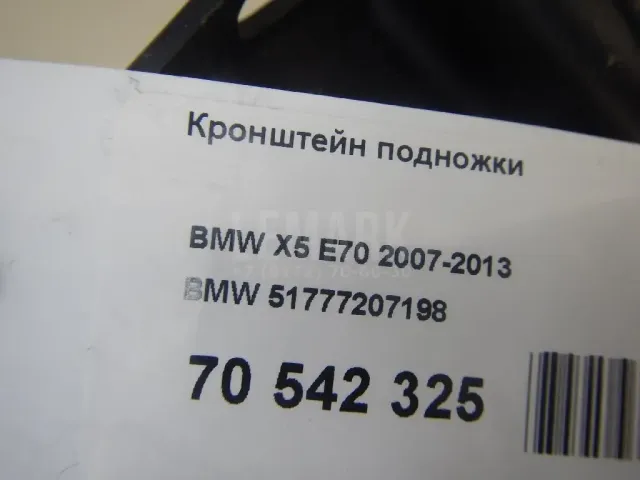 Кронштейн подножки
BMW X5 E70 2007-2013
BMW 51777207198
70 542 325